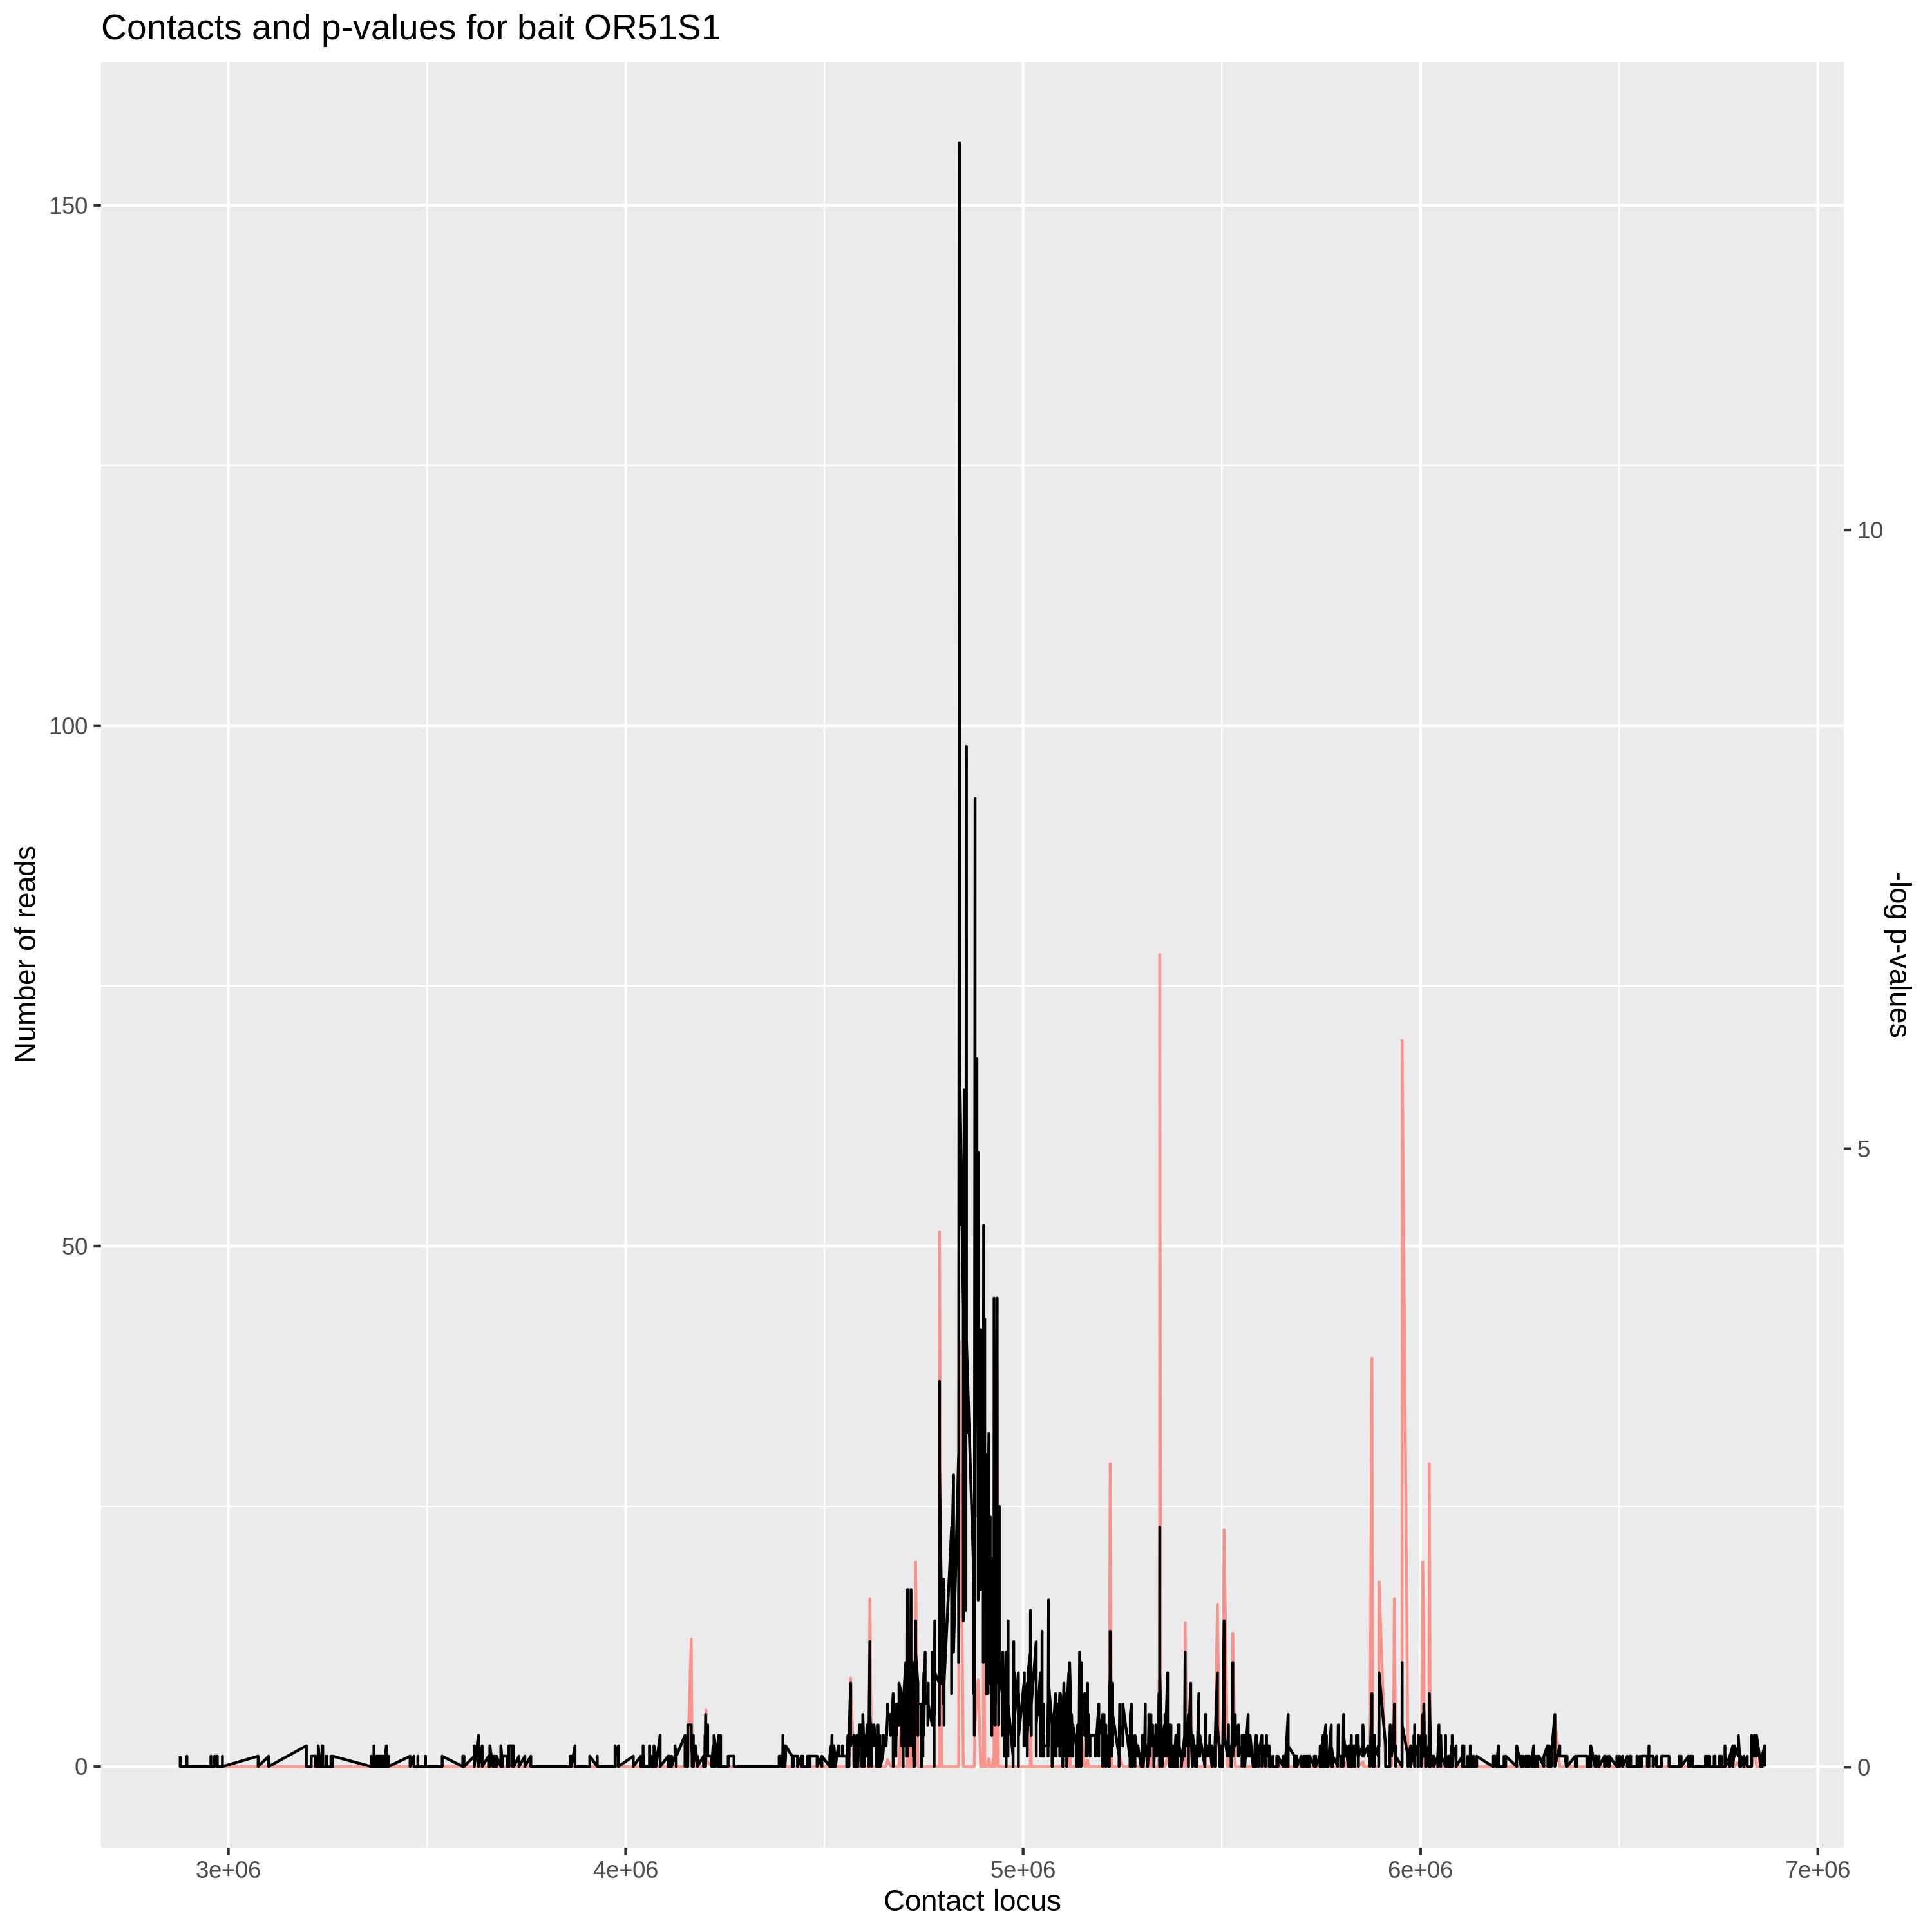 Contacts and p-values for bait OR51S1
150
100
50
0
Number of reads
10
5
0
-log p-values
3e+06
4e+06
5e+06
6e+06
7e+06
Contact locus